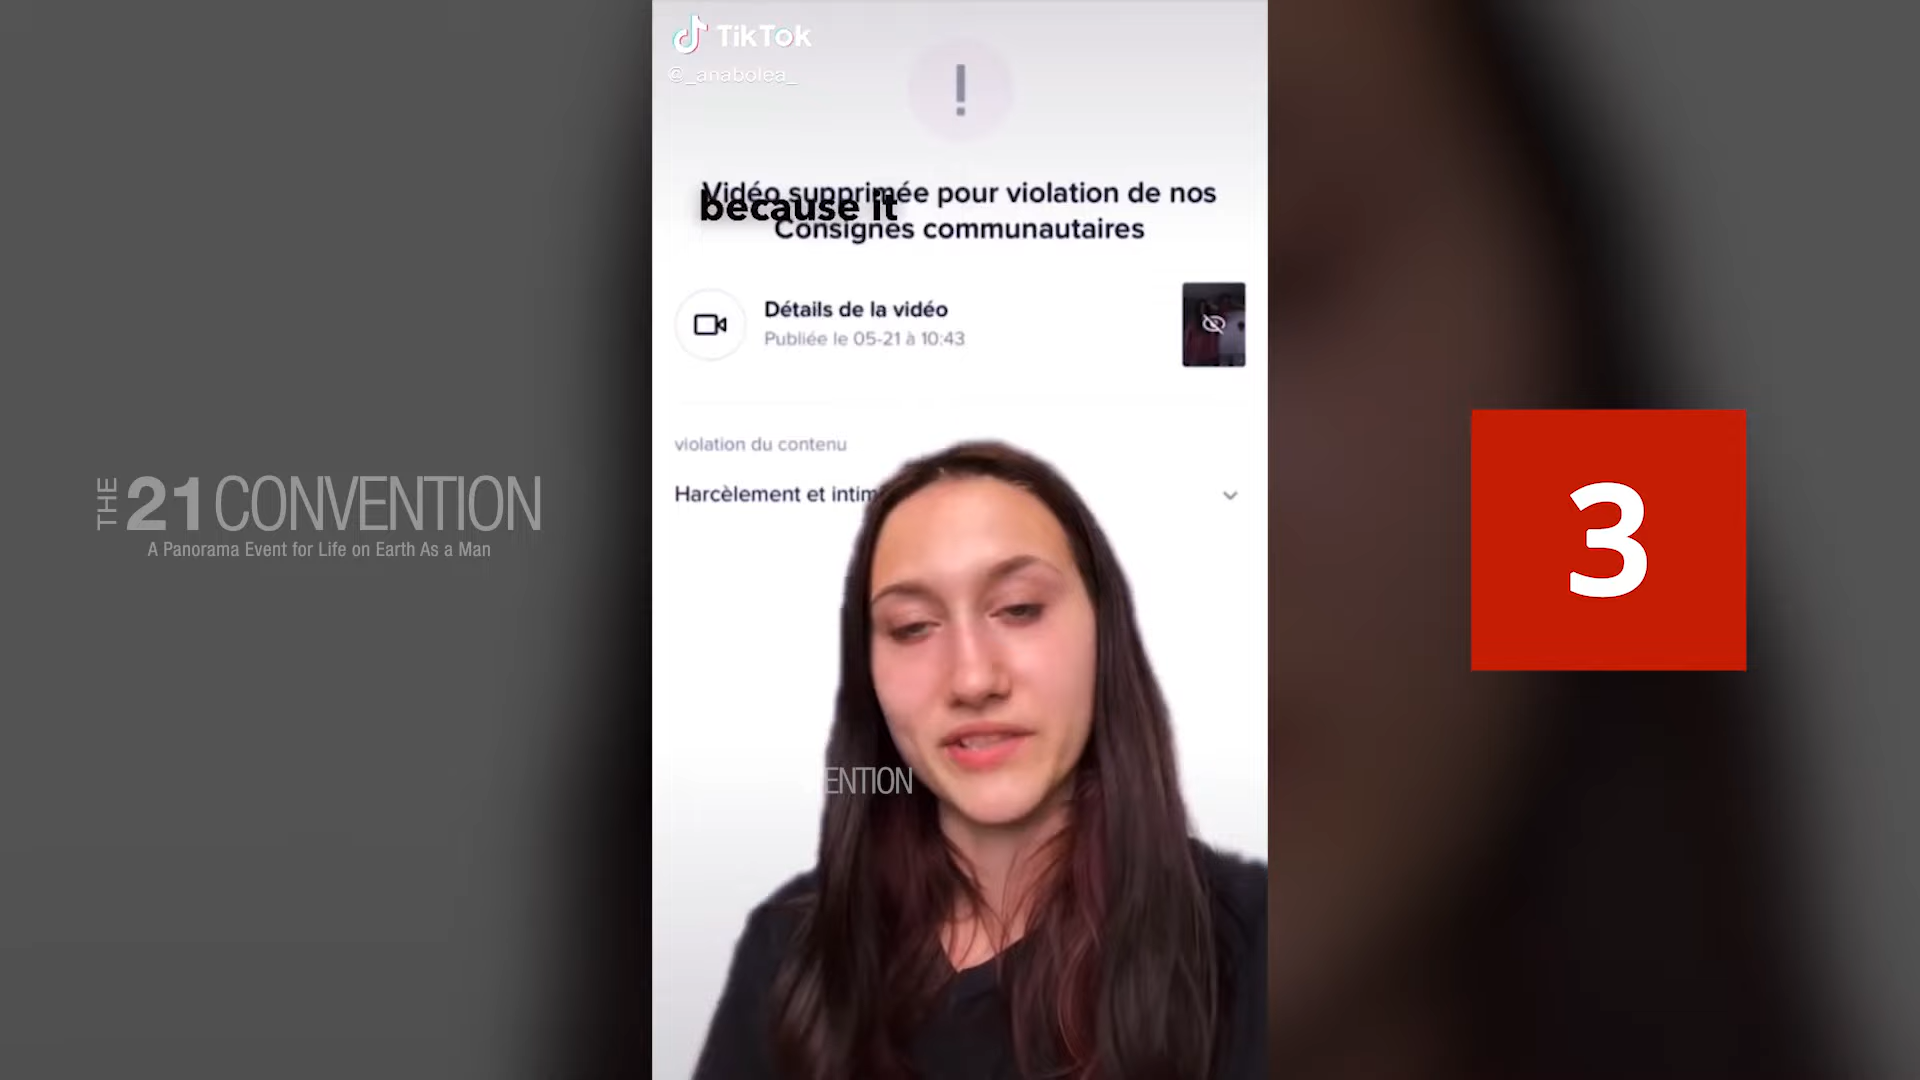 TikTok
@_anabolea_
!
Vidéo supprimée pour violation de nos
because it
Consignes communautaires
Détails de la vidéo
Publiée le 05-21 à 10:43
violation du contenu
Harcèlement et intim
THE 21 CONVENTION
A Panorama Event for Life on Earth As a Man
3
ENTION